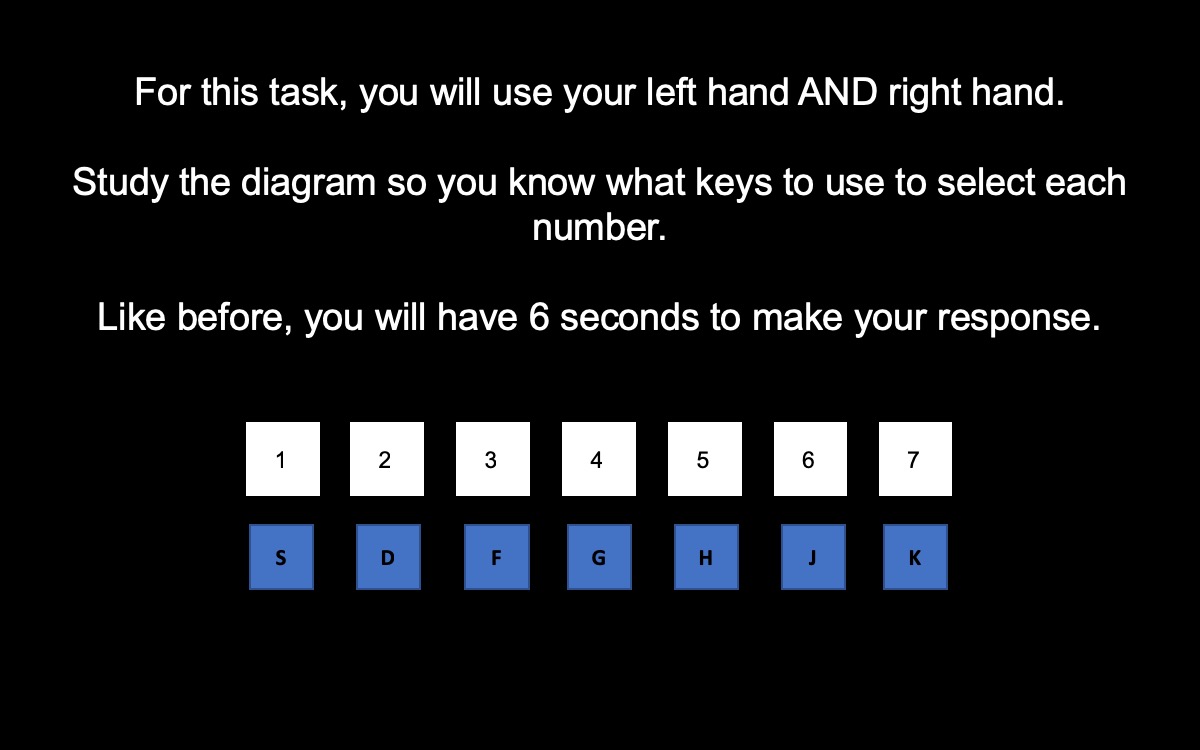 For this task, you will use your left hand AND right hand.
Study the diagram so you know what keys to use to select each
number.
Like before, you will have 6 seconds to make your response.
1 2 3 4 5 6 7
S D F G H J K